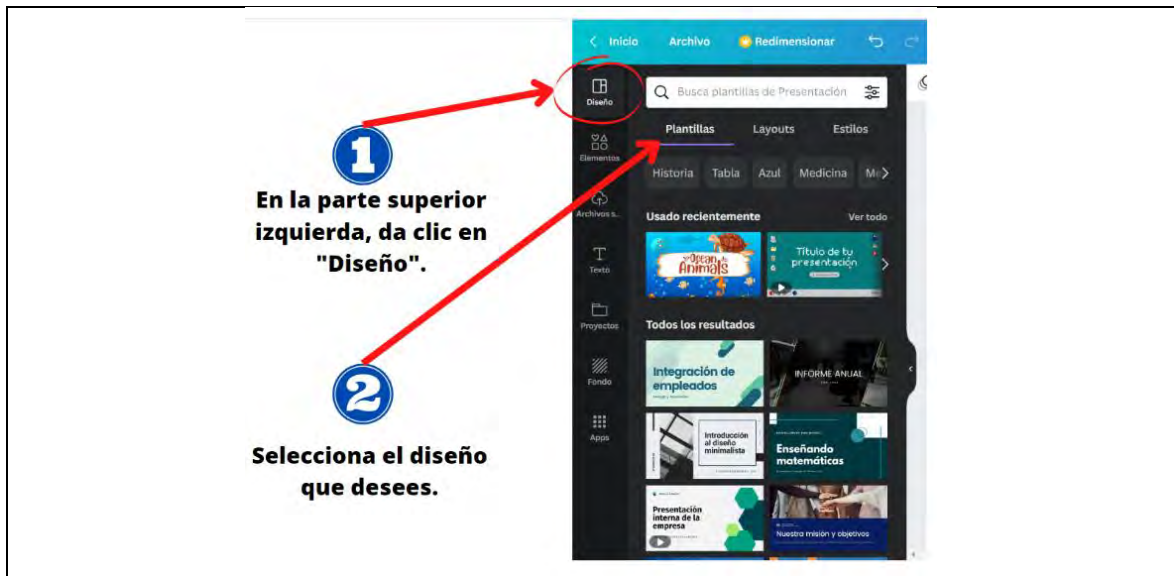 Inicio Archivo Redimensionar
Diseño
Busca plantillas de Presentación
Plantillas Layouts Estilos
Elementos
Historia Tabla Azul Medicina
Archivos s...
Usado recientemente Ver todo
Texto
Ocean
Animals
Título de tu
presentación
Proyectos
Todos los resultados
Fondo
Integración de
empleados
INFORME ANUAL
Apps
Introducción
al diseño
minimalista
Enseñando
matemáticas
Presentación
interna de la
empresa
Nuestra misión y objetivos
1
En la parte superior
izquierda, da clic en
"Diseño".
2
Selecciona el diseño
que desees.